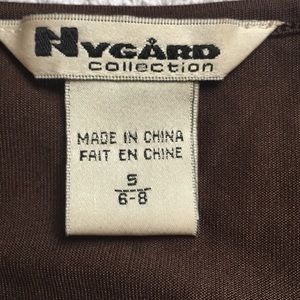 NYGÅRD
collection
MADE IN CHINA
FAIT EN CHINE
S
6-8